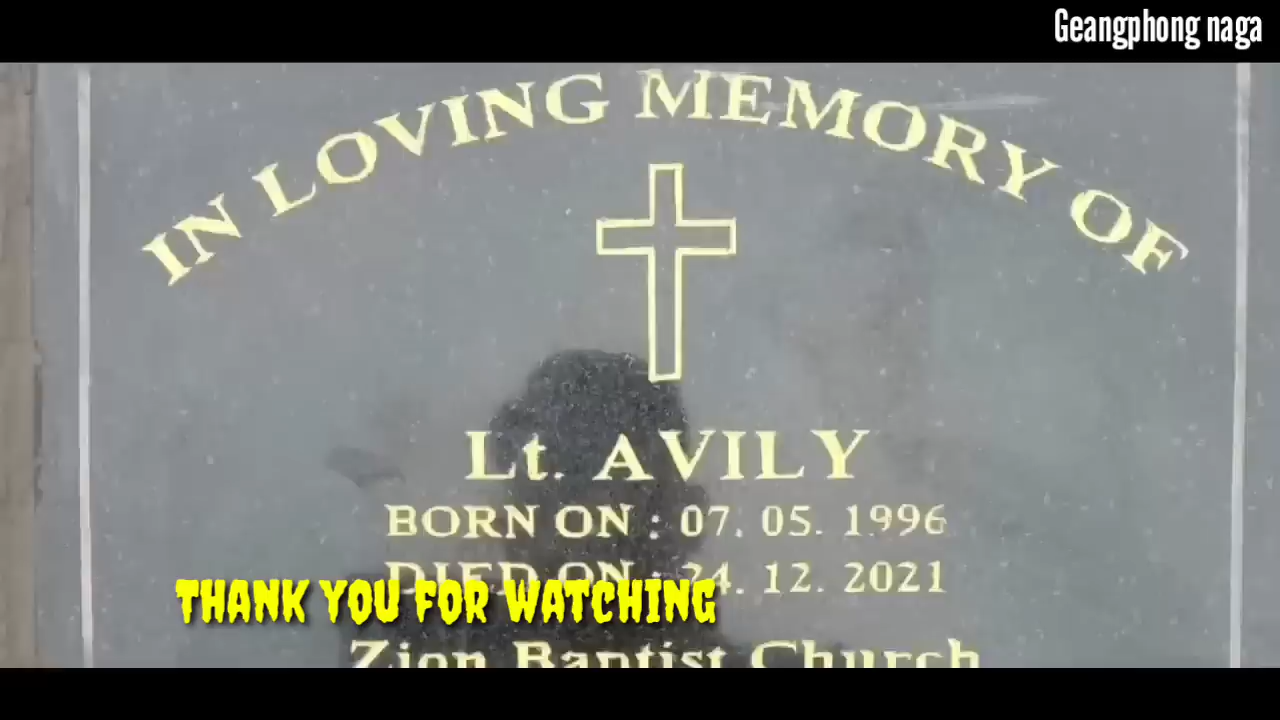 Geangphong naga
IN LOVING MEMORY OF
Lt. AVILY
BORN ON : 07. 05. 1996
DIED ON : 24. 12. 2021
THANK YOU FOR WATCHING
Zion Baptist Church